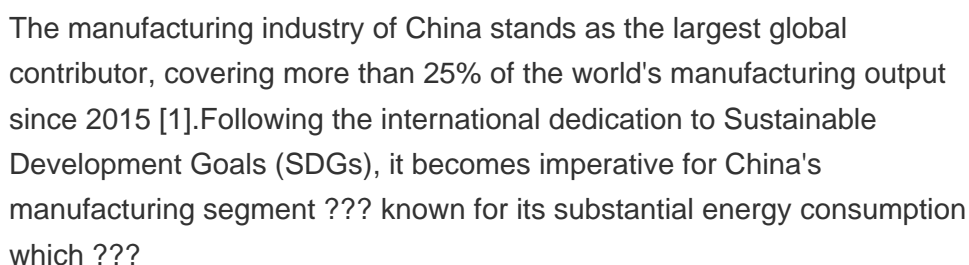 The manufacturing industry of China stands as the largest global
contributor, covering more than 25% of the world's manufacturing output
since 2015 [1].Following the international dedication to Sustainable
Development Goals (SDGs), it becomes imperative for China's
manufacturing segment ??? known for its substantial energy consumption
which ???